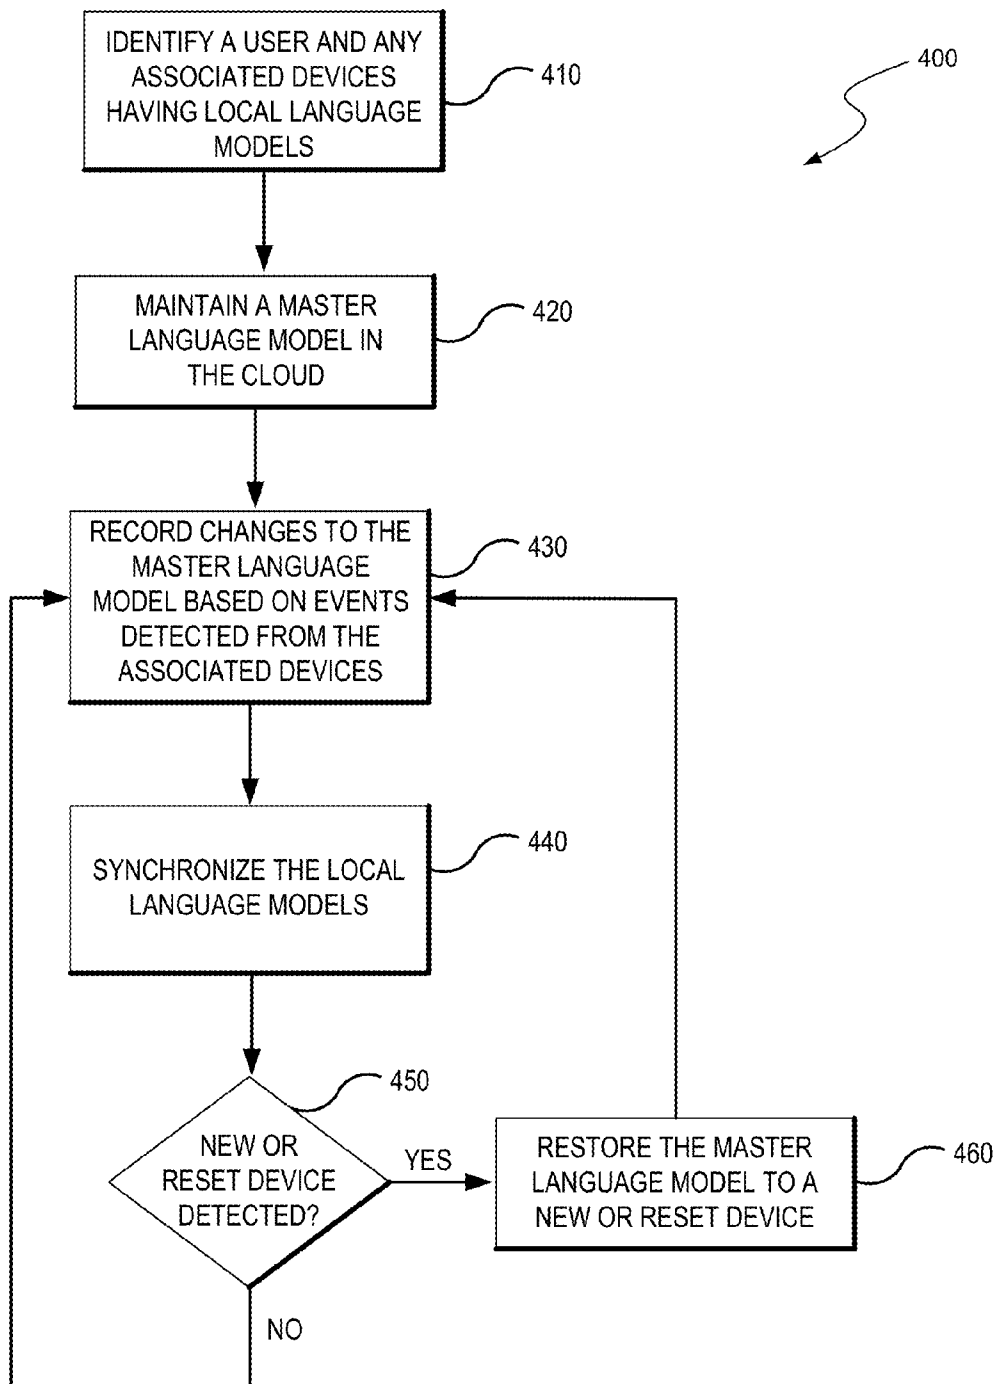 IDENTIFY A USER AND ANY
ASSOCIATED DEVICES
HAVING LOCAL LANGUAGE
MODELS
410
400
MAINTAIN A MASTER
LANGUAGE MODEL IN
THE CLOUD
420
RECORD CHANGES TO THE
MASTER LANGUAGE
MODEL BASED ON EVENTS
DETECTED FROM THE
ASSOCIATED DEVICES
430
SYNCHRONIZE THE LOCAL
LANGUAGE MODELS
440
450
NEW OR
RESET DEVICE
DETECTED?
YES
RESTORE THE MASTER
LANGUAGE MODEL TO A
NEW OR RESET DEVICE
460
NO